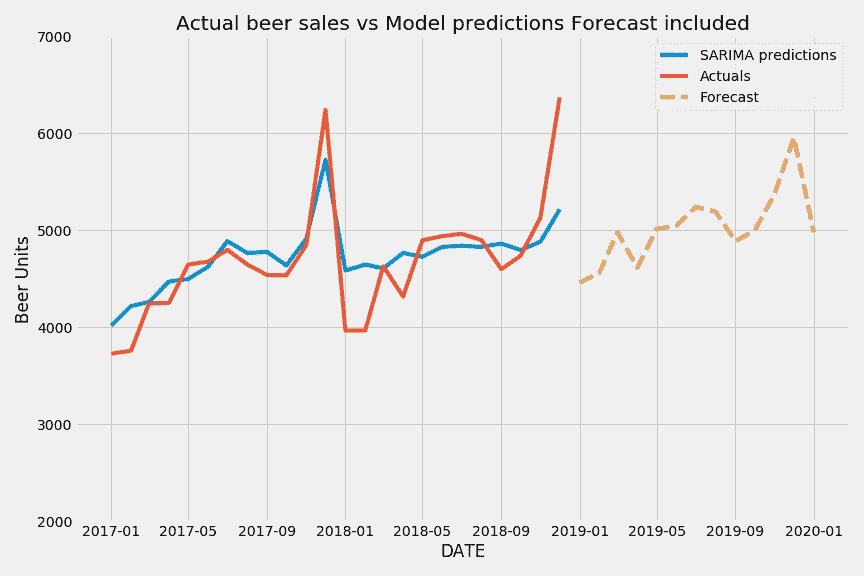 Actual beer sales vs Model predictions Forecast included
SARIMA predictions
Actuals
Forecast
7000
6000
5000
4000
3000
2000
Beer Units
2017-01 2017-05 2017-09 2018-01 2018-05 2018-09 2019-01 2019-05 2019-09 2020-01
DATE